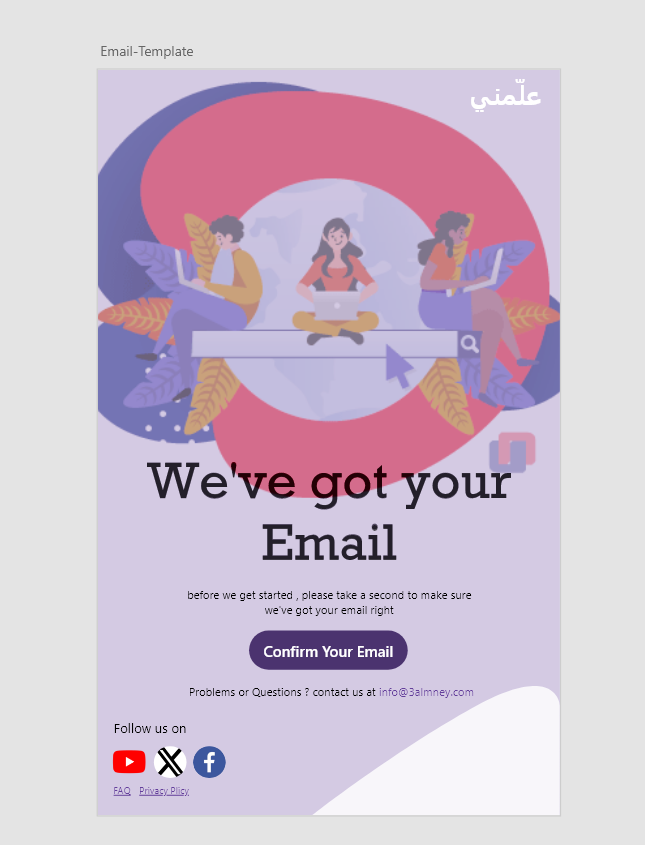 Email-Template
علّمني
We've got your
Email
before we get started , please take a second to make sure
we've got your email right
Confirm Your Email
Problems or Questions ? contact us at info@3almney.com
Follow us on
FAQ Privacy Plicy